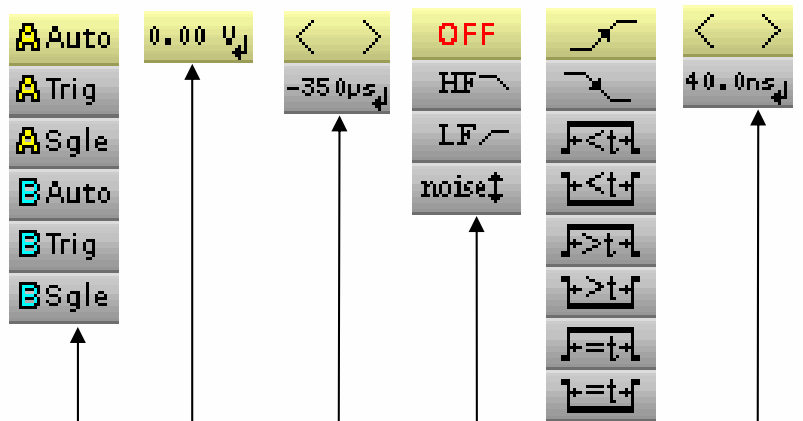 A Auto
A Trig
A Sgle
B Auto
B Trig
B Sgle
0.00 V
< >
-350µs
OFF
HF
LF
noise
<t
<t
>t
>t
=t
=t
< >
40.0ns